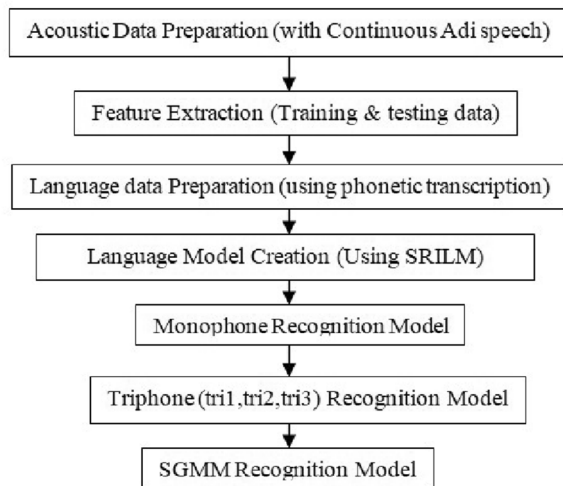 Acoustic Data Preparation (with Continuous Adi speech)
Feature Extraction (Training & testing data)
Language data Preparation (using phonetic transcription)
Language Model Creation (Using SRILM)
Monophone Recognition Model
Triphone (tri1,tri2,tri3) Recognition Model
SGMM Recognition Model